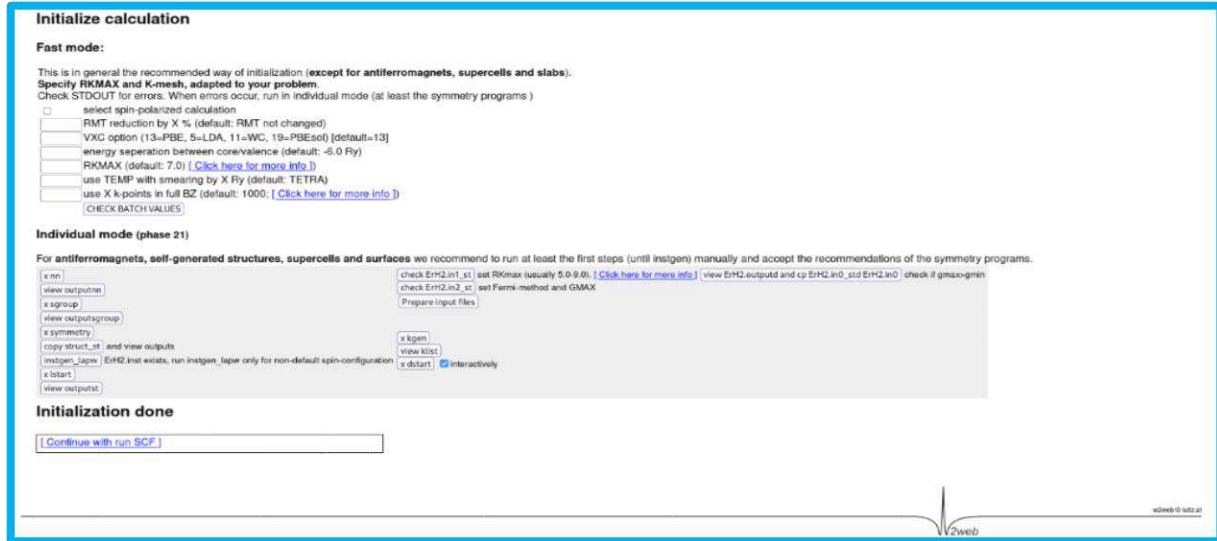 Initialize calculation
Fast mode:
This is in general the recommended way of initialization (except for antiferromagnets, supercells and slabs).
Specify RKMAX and K-mesh, adapted to your problem.
Check STDOUT for errors. When errors occur, run in individual mode (at least the symmetry programs )
select spin-polarized calculation
RMT reduction by X % (default: RMT not changed)
VXC option (13=PBE, 5=LDA, 11=WC, 19=PBEsol) [default=13]
energy seperation between core/valence (default: -6.0 Ry)
RKMAX (default: 7.0) [ Click here for more info ])
use TEMP with smearing by X Ry (default: TETRA)
use X k-points in full BZ (default: 1000; [ Click here for more info ])
CHECK BATCH VALUES
Individual mode (phase 21)
For antiferromagnets, self-generated structures, supercells and surfaces we recommend to run at least the first steps (until instgen) manually and accept the recommendations of the symmetry programs.
x nn
view outputnn
x sgroup
view outputsgroup
x symmetry
copy struct_st and view outputs
instgen_lapw ErH2.inst exists, run instgen_lapw only for non-default spin-configuration
x lstart
view outputst
check ErH2.in1_st set RKmax (usually 5.0-9.0). [ Click here for more info ] view ErH2.outputd and cp ErH2.in0_std ErH2.in0 check if gmax>gmin
check ErH2.in2_st set Fermi-method and GMAX
Prepare input files
x kgen
view klist
x dstart interactively
Initialization done
[ Continue with run SCF ]
w2web © luitz.at
W2web